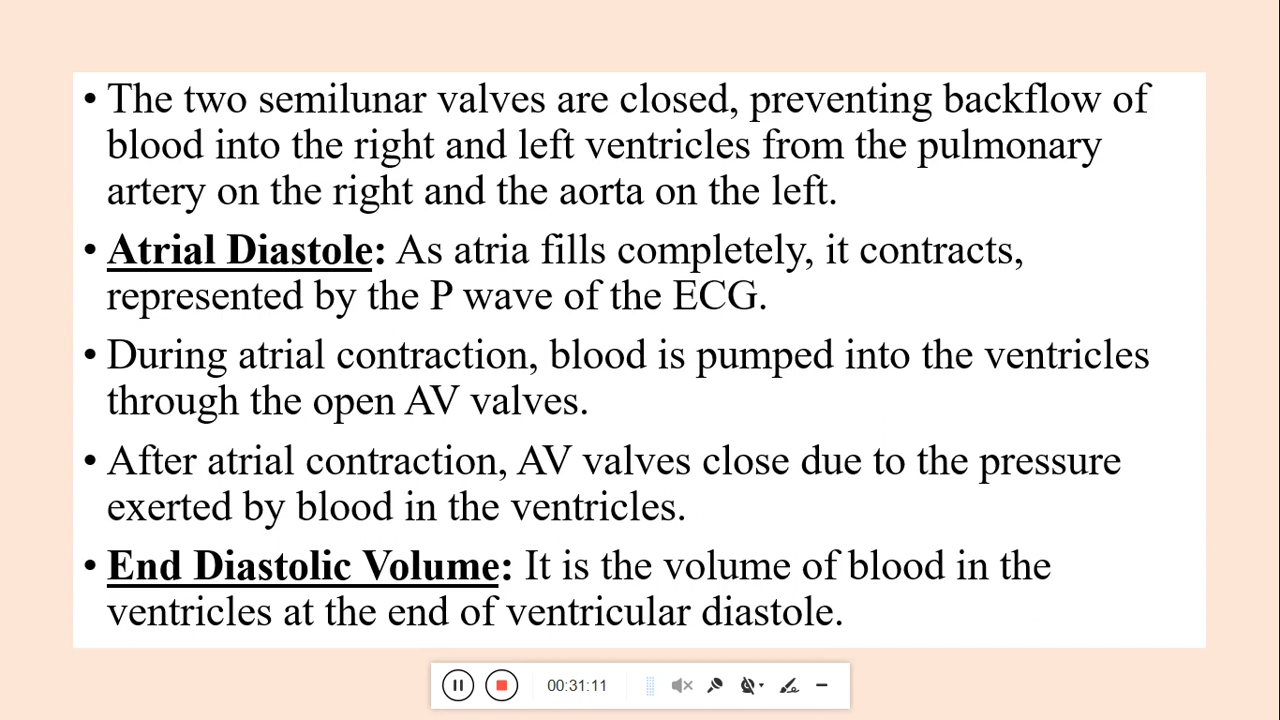 • The two semilunar valves are closed, preventing backflow of
blood into the right and left ventricles from the pulmonary
artery on the right and the aorta on the left.
• Atrial Diastole: As atria fills completely, it contracts,
represented by the P wave of the ECG.
• During atrial contraction, blood is pumped into the ventricles
through the open AV valves.
• After atrial contraction, AV valves close due to the pressure
exerted by blood in the ventricles.
• End Diastolic Volume: It is the volume of blood in the
ventricles at the end of ventricular diastole.
00:31:11